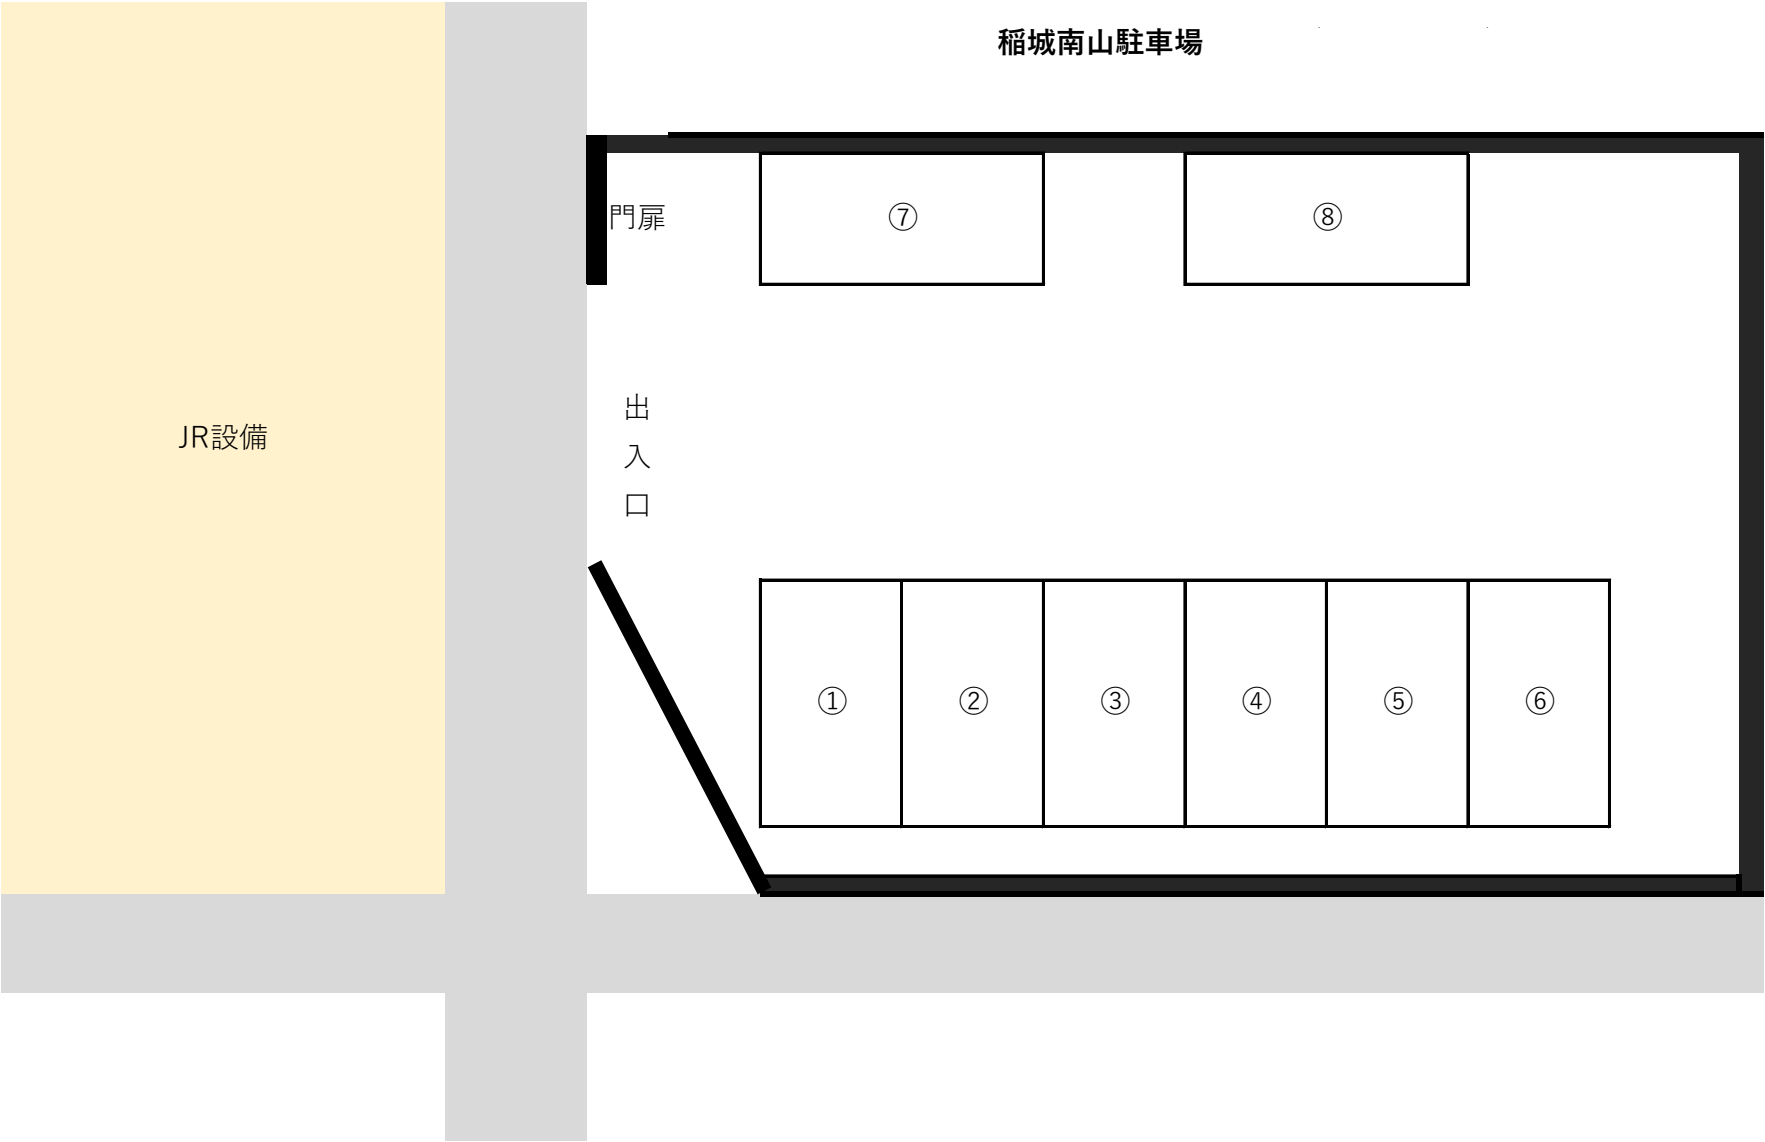 稲城南山駐車場
門扉
⑦
⑧
出
入
口
JR設備
①
②
③
④
⑤
⑥